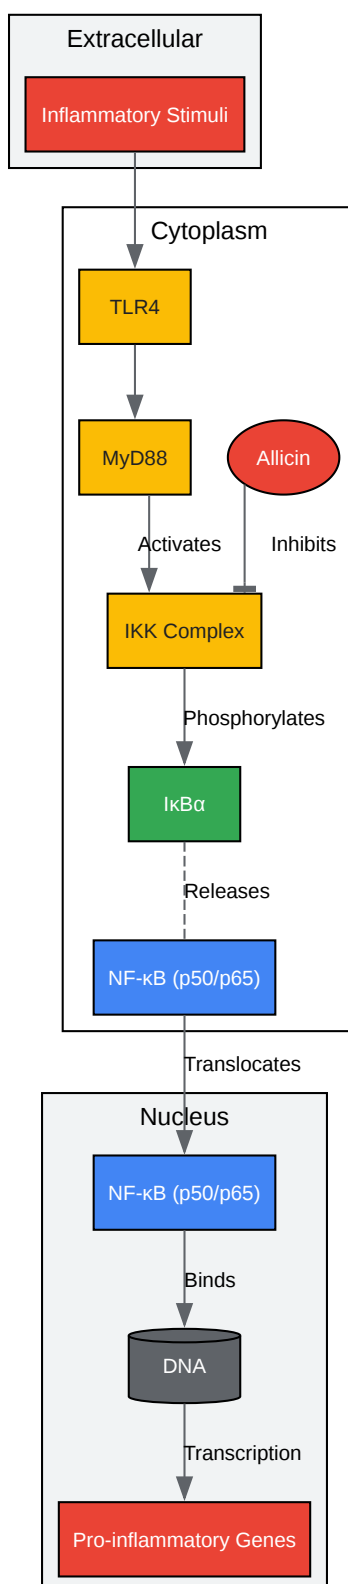 Extracellular
Inflammatory Stimuli
Cytoplasm
TLR4
MyD88
Allicin
Activates
Inhibits
IKK Complex
Phosphorylates
IκBα
Releases
NF-κB (p50/p65)
Translocates
Nucleus
NF-κB (p50/p65)
Binds
DNA
Transcription
Pro-inflammatory Genes